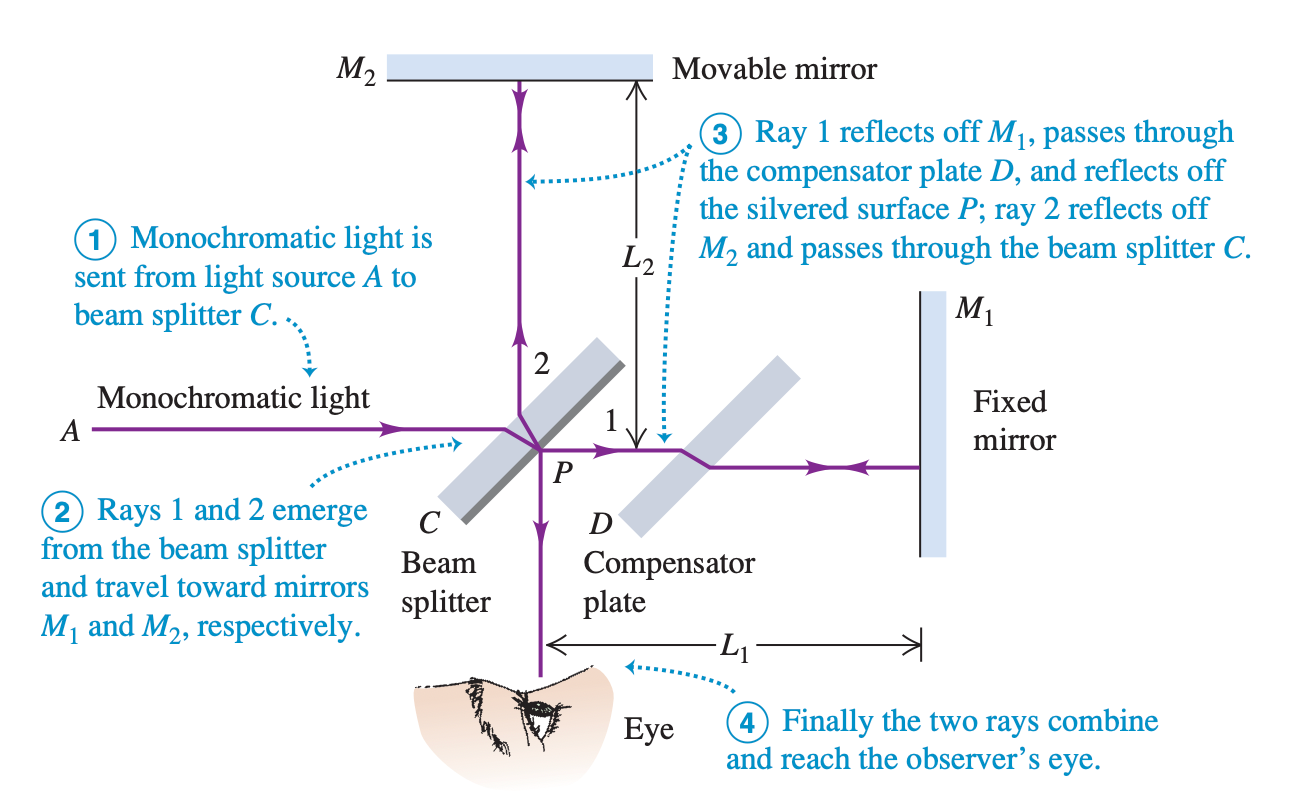 M₂
Movable mirror
③ Ray 1 reflects off M₁, passes through
the compensator plate D, and reflects off
the silvered surface P; ray 2 reflects off
M₂ and passes through the beam splitter C.
① Monochromatic light is
sent from light source A to
beam splitter C.
L₂
M₁
2
Monochromatic light
1
Fixed
mirror
A
P
② Rays 1 and 2 emerge
from the beam splitter
and travel toward mirrors
M₁ and M₂, respectively.
C
Beam
splitter
D
Compensator
plate
L₁
Eye
④ Finally the two rays combine
and reach the observer’s eye.